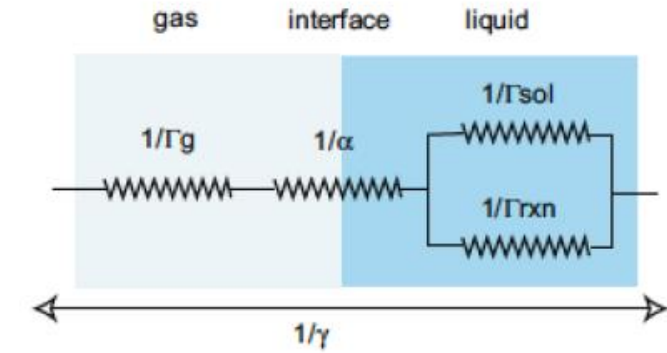 gas interface liquid
1/Γsol
1/Γg 1/α
1/Γrxn
1/γ